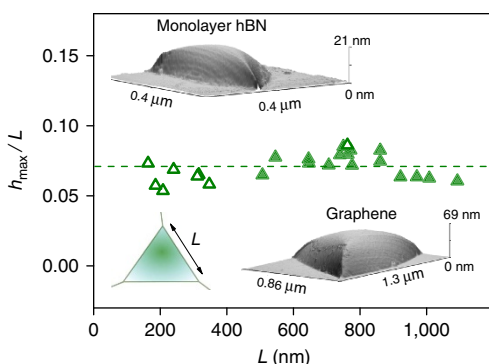 Monolayer hBN
21 nm
0 nm
0.4 μm
0.4 μm
0.15
0.10
0.05
0.00
hmax / L
L
Graphene
69 nm
0 nm
0.86 μm
1.3 μm
0
200
400
600
800
1,000
L (nm)